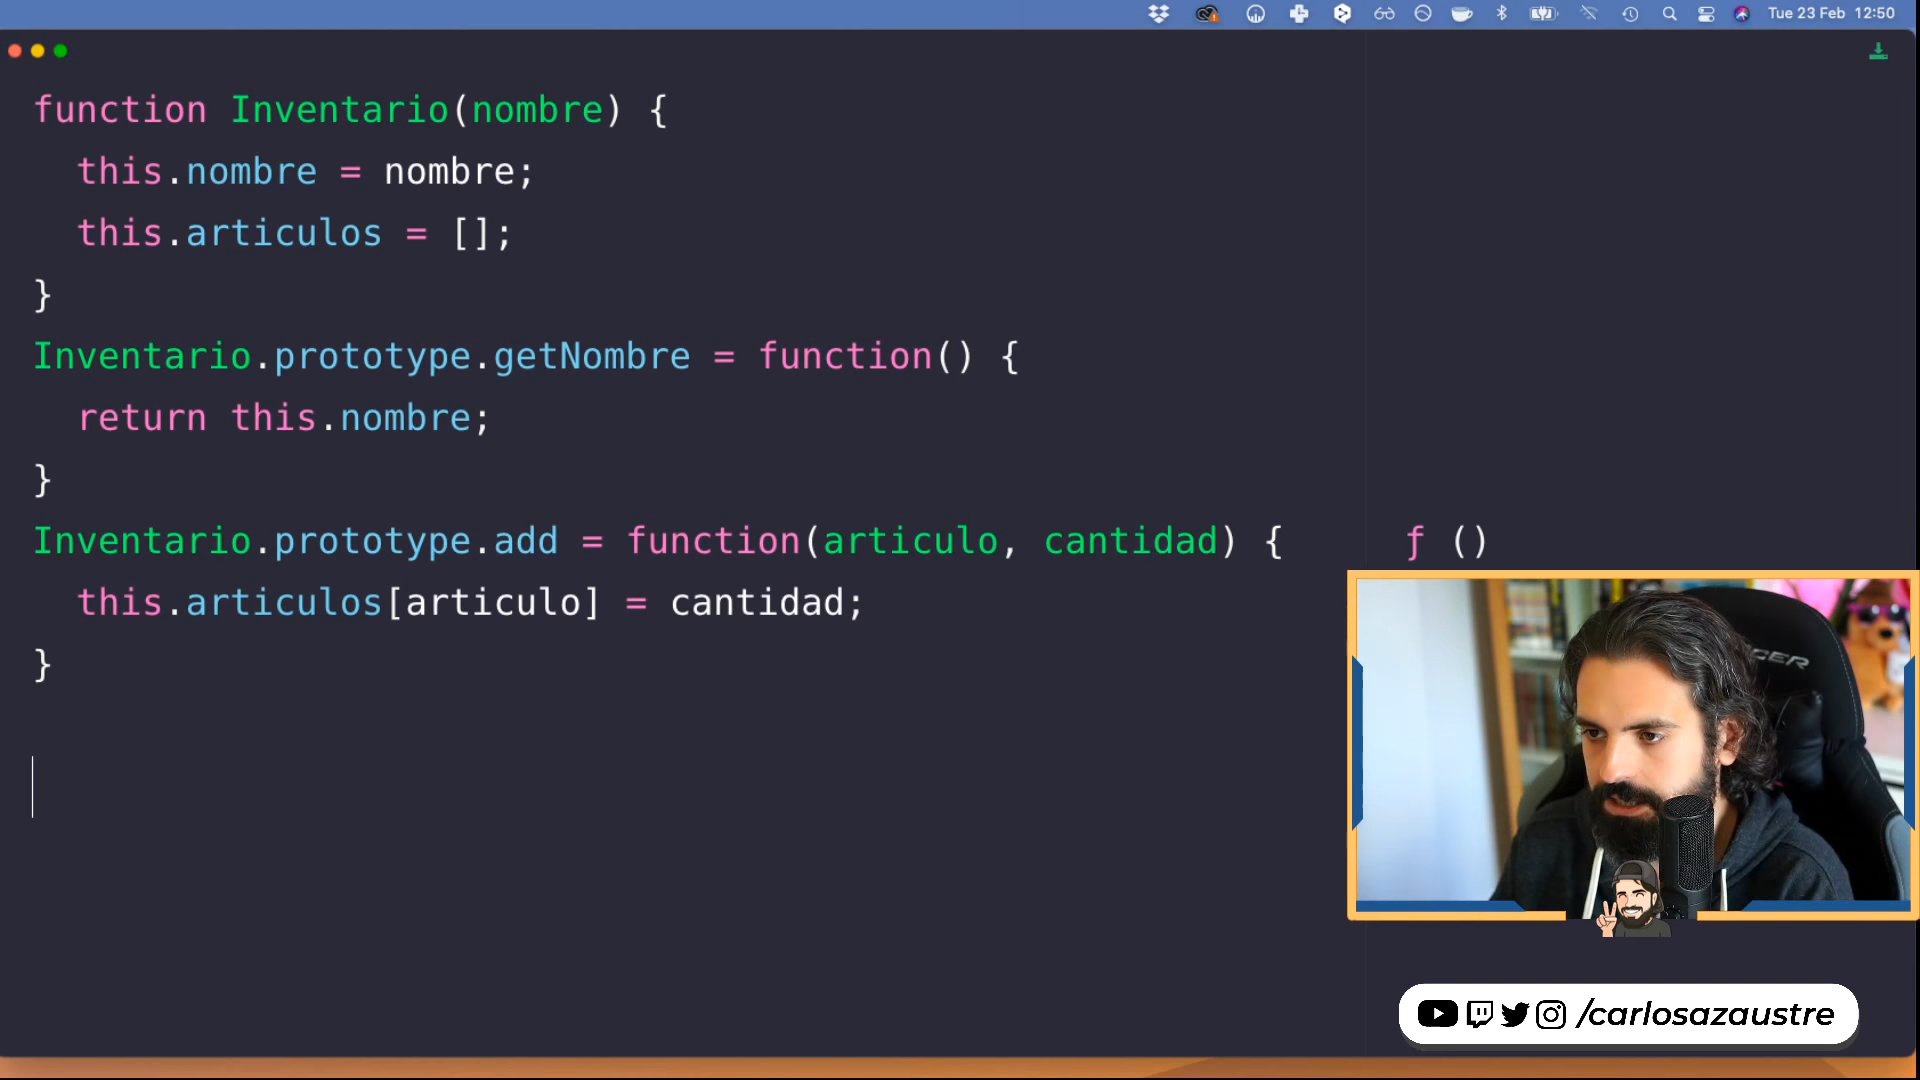 Tue 23 Feb 12:50
function Inventario(nombre) {
this.nombre = nombre;
this.articulos = [];
}
Inventario.prototype.getNombre = function() {
return this.nombre;
}
Inventario.prototype.add = function(articulo, cantidad) { ƒ ()
this.articulos[articulo] = cantidad;
}
/carlosazaustre